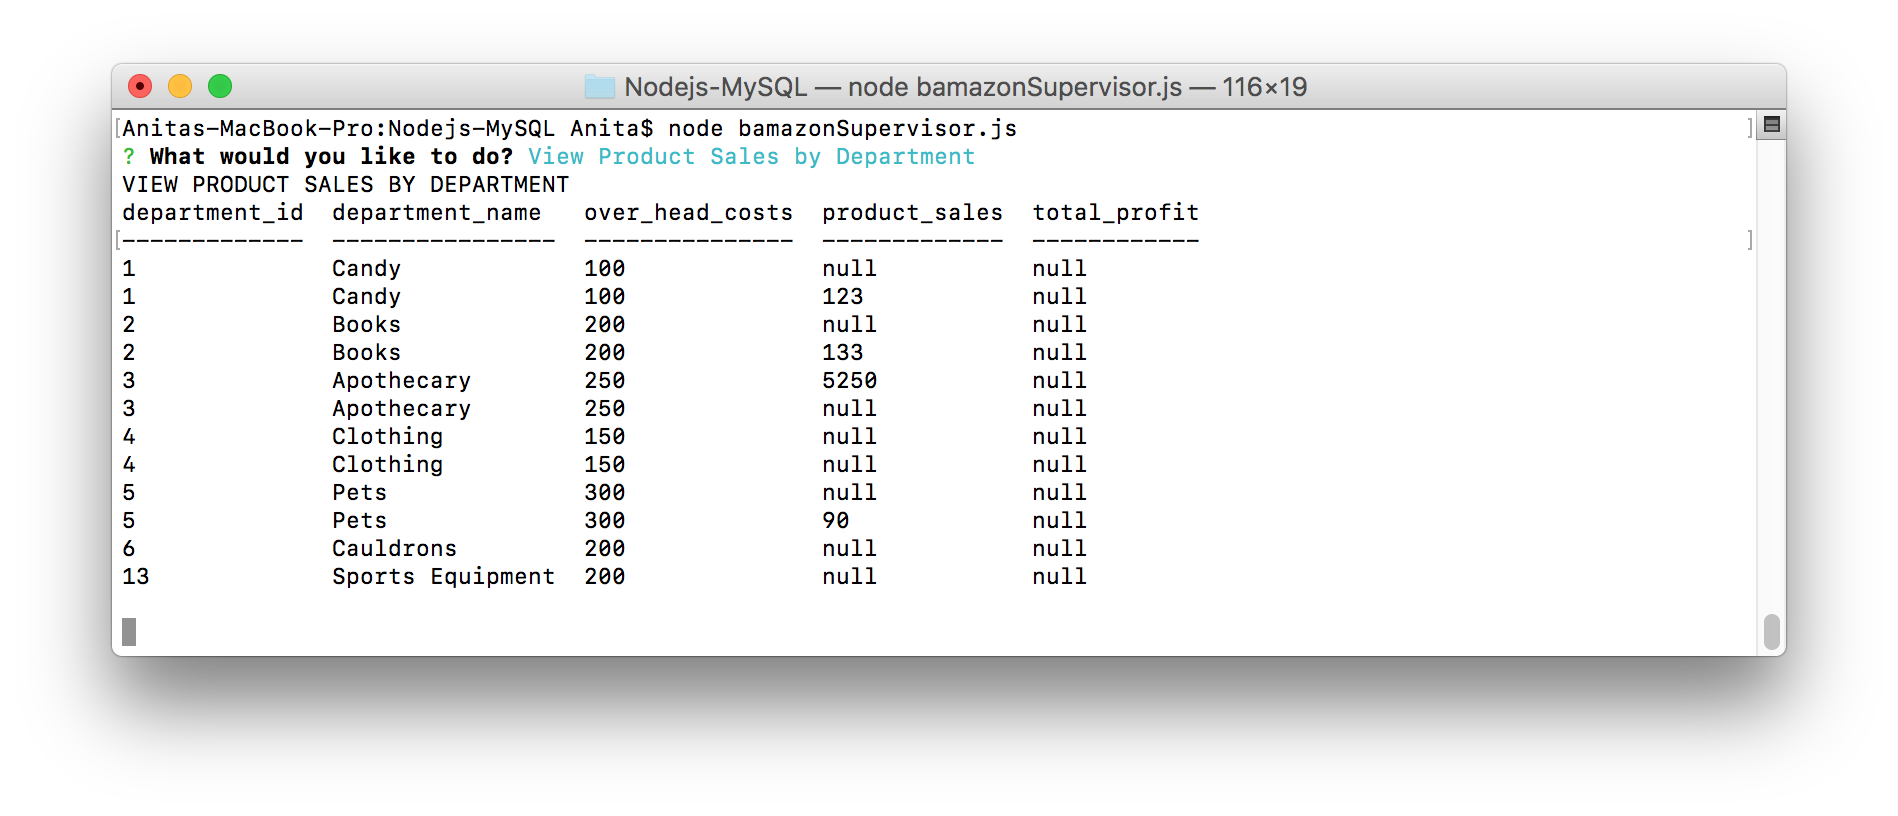 Nodejs-MySQL — node bamazonSupervisor.js — 116×19
[Anitas-MacBook-Pro:Nodejs-MySQL Anita$ node bamazonSupervisor.js ]
? What would you like to do? View Product Sales by Department
VIEW PRODUCT SALES BY DEPARTMENT
department_id  department_name   over_head_costs  product_sales  total_profit
[-------------  ----------------  ---------------  -------------  ------------ ]
1              Candy             100              null           null
1              Candy             100              123            null
2              Books             200              null           null
2              Books             200              133            null
3              Apothecary        250              5250           null
3              Apothecary        250              null           null
4              Clothing          150              null           null
4              Clothing          150              null           null
5              Pets              300              null           null
5              Pets              300              90             null
6              Cauldrons         200              null           null
13             Sports Equipment  200              null           null